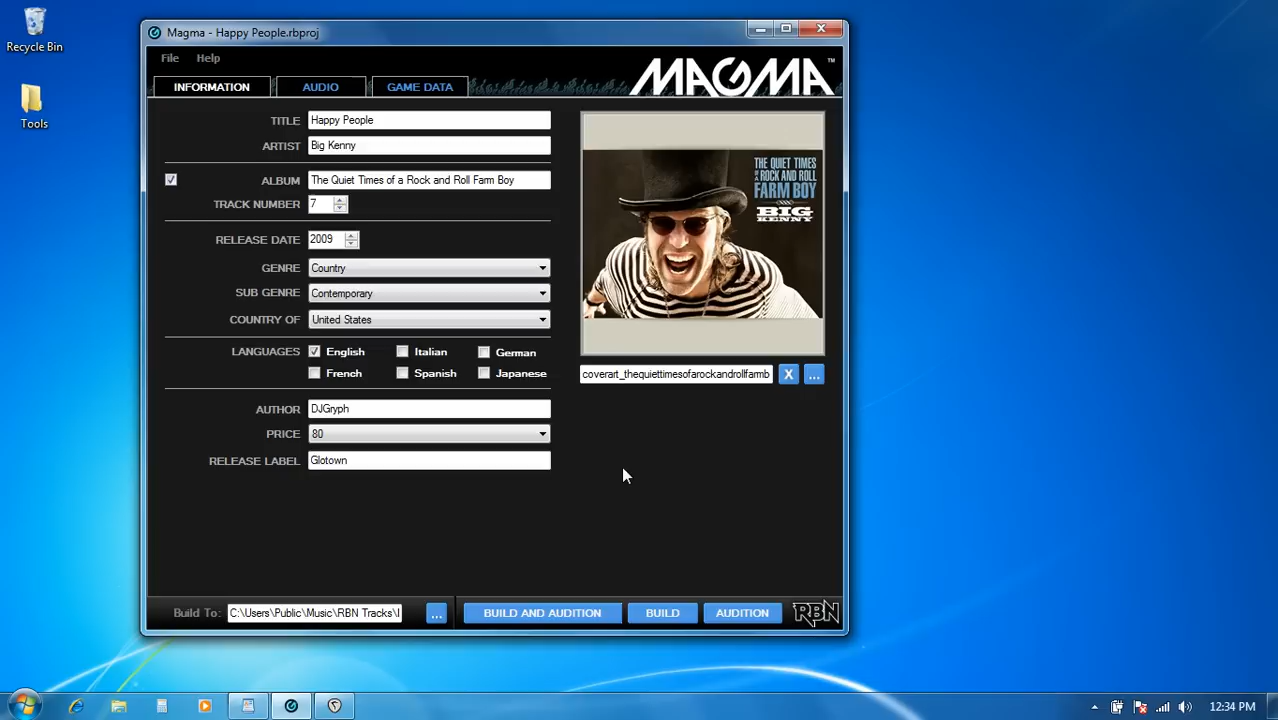 Recycle Bin
Tools
Magma - Happy People.rbproj
File Help
MAGMA™
INFORMATION AUDIO GAME DATA
TITLE Happy People
ARTIST Big Kenny
ALBUM The Quiet Times of a Rock and Roll Farm Boy
TRACK NUMBER 7
RELEASE DATE 2009
GENRE Country
SUB GENRE Contemporary
COUNTRY OF United States
LANGUAGES English Italian German
French Spanish Japanese
AUTHOR DJGryph
PRICE 80
RELEASE LABEL Glotown
THE QUIET TIMES
OF A ROCK AND ROLL
FARM BOY
BIG
KENNY
coverart_thequiettimesofarockandrollfarmb X ...
Build To: C:\Users\Public\Music\RBN Tracks\ ... BUILD AND AUDITION BUILD AUDITION RBN
12:34 PM